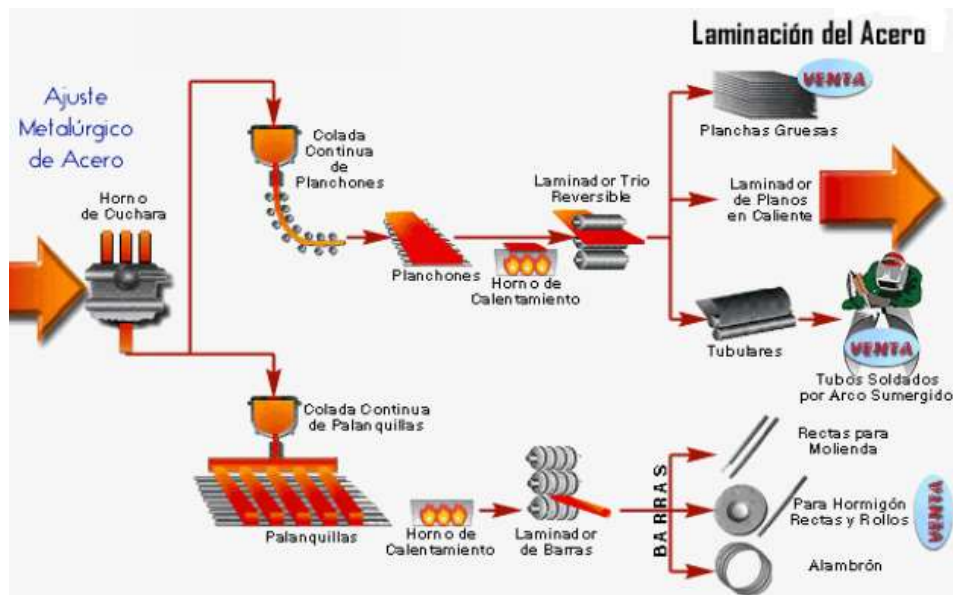 Laminación del Acero
Ajuste
Metalúrgico
de Acero
Horno
de Cuchara
Colada
Continua
de
Planchones
Planchones
Horno de
Calentamiento
Laminador Trio
Reversible
VENTA
Planchas Gruesas
Laminador
de Planos
en Caliente
Tubulares
VENTA
Tubos Soldados
por Arco Sumergido
Colada Continua
de Palanquillas
Palanquillas
Horno de
Calentamiento
Laminador
de Barras
BARRAS
Rectas para
Molienda
Para Hormigón
Rectas y Rollos
VENTA
Alambrón